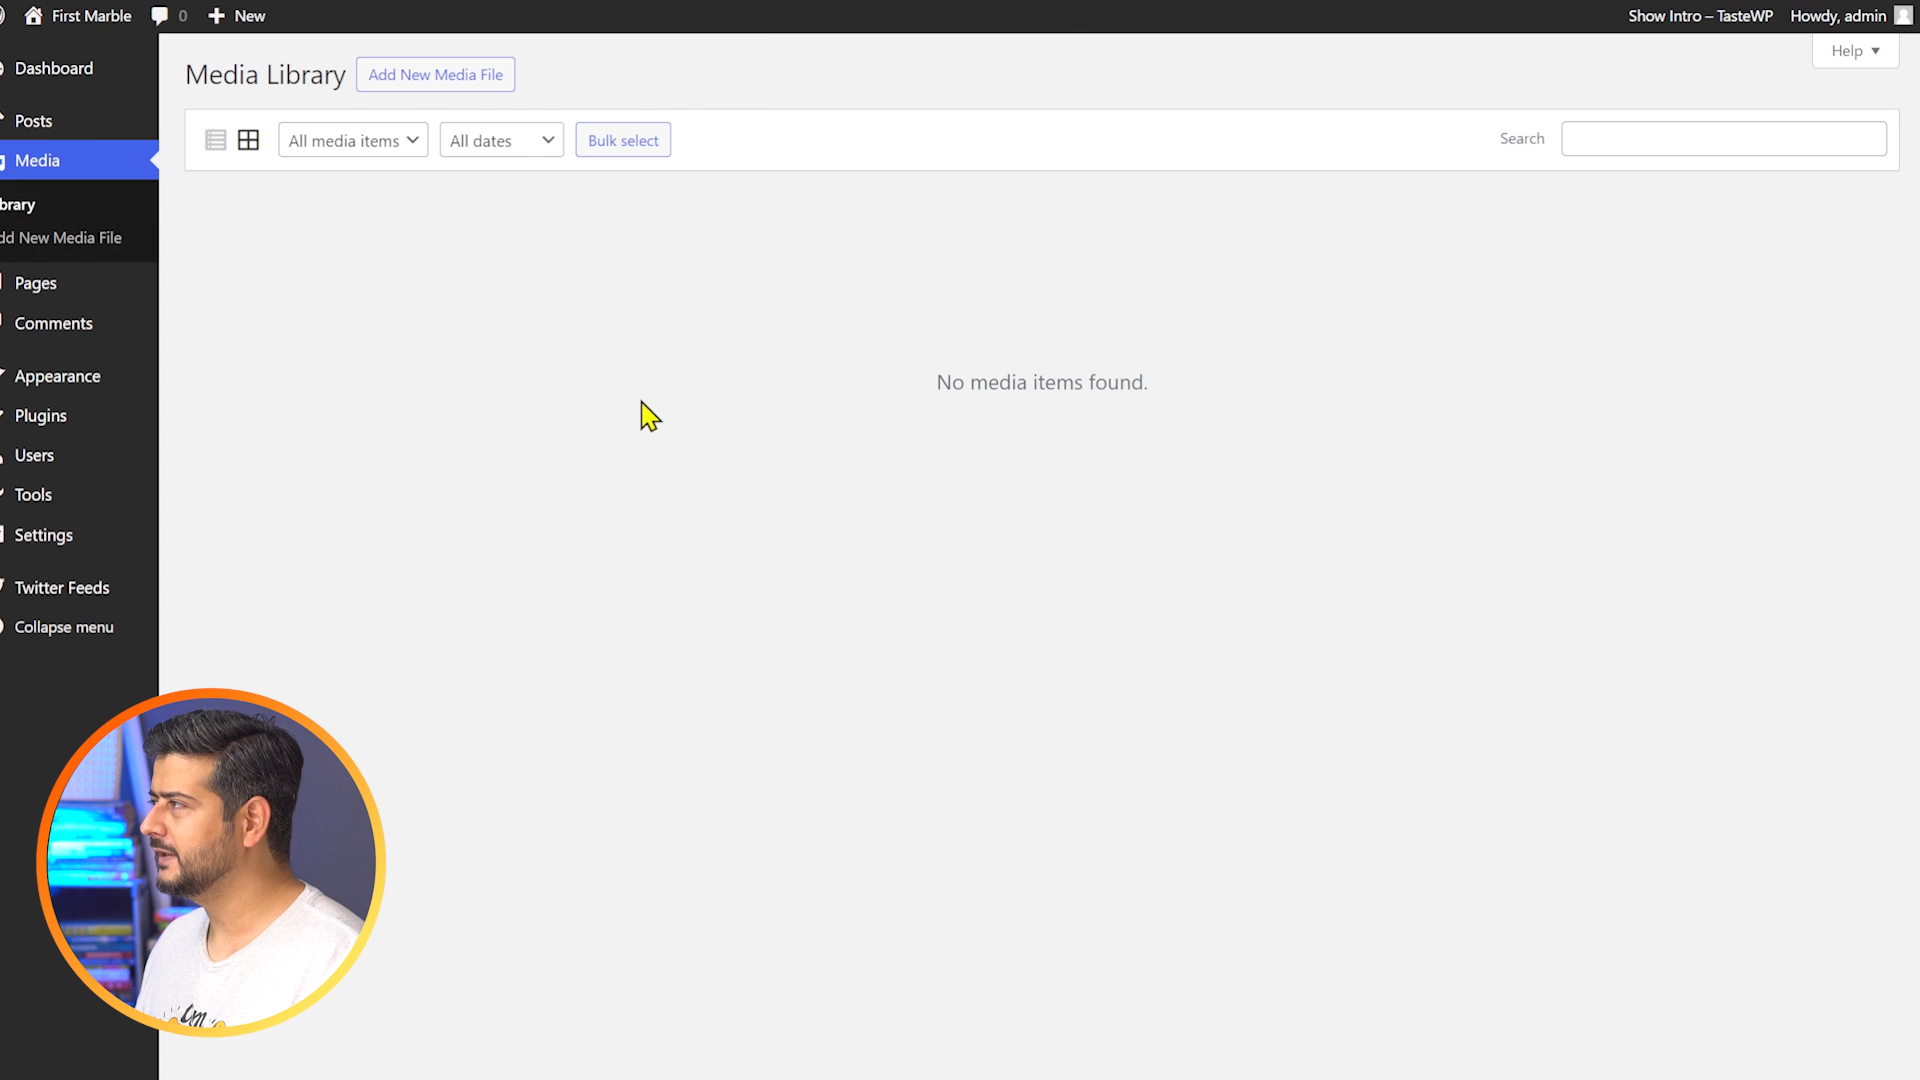 First Marble 0 New Show Intro – TasteWP Howdy, admin
Help
Dashboard
Posts
Media
brary
dd New Media File
Pages
Comments
Appearance
Plugins
Users
Tools
Settings
Twitter Feeds
Collapse menu
Media Library Add New Media File
All media items All dates Bulk select Search
No media items found.